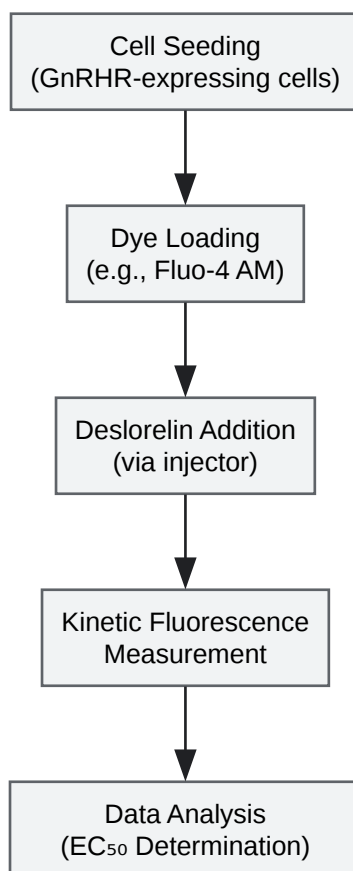 Cell Seeding
(GnRHR-expressing cells)
Dye Loading
(e.g., Fluo-4 AM)
Deslorelin Addition
(via injector)
Kinetic Fluorescence
Measurement
Data Analysis
(EC₅₀ Determination)